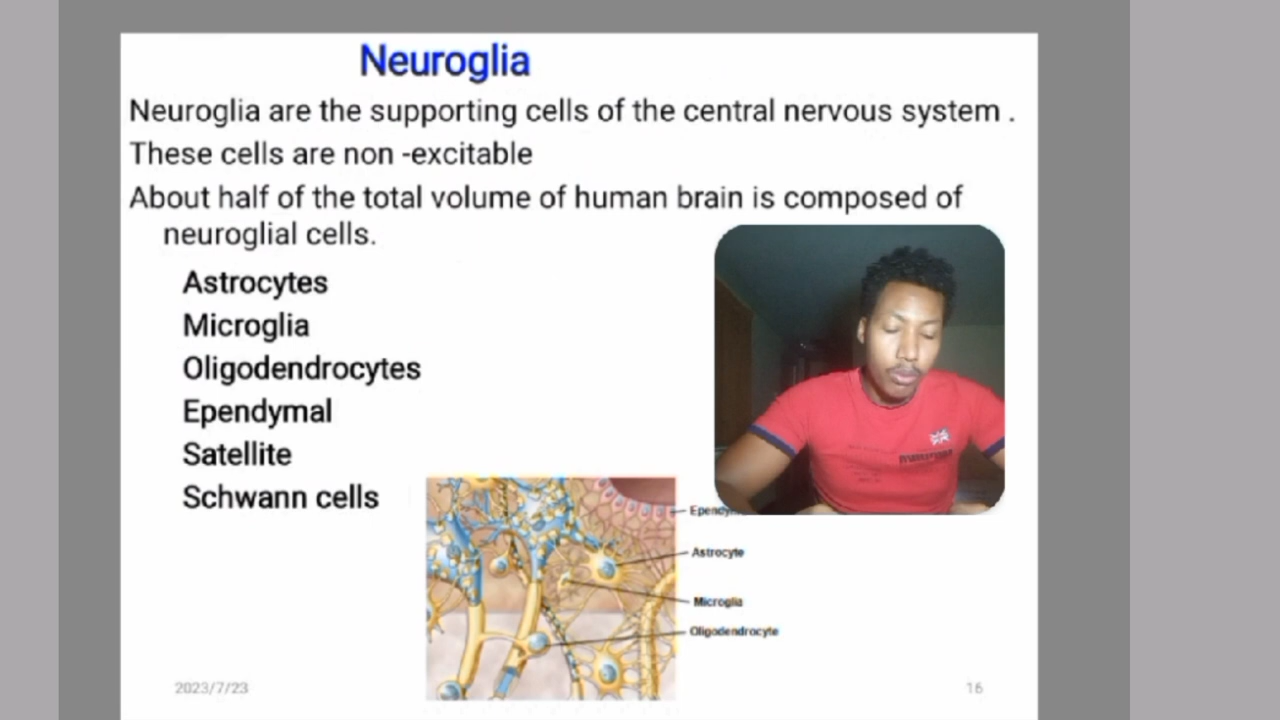 Neuroglia
Neuroglia are the supporting cells of the central nervous system .
These cells are non -excitable
About half of the total volume of human brain is composed of
neuroglial cells.
Astrocytes
Microglia
Oligodendrocytes
Ependymal
Satellite
Schwann cells
Astrocyte
Microglia
Oligodendrocyte
2023/7/23
16